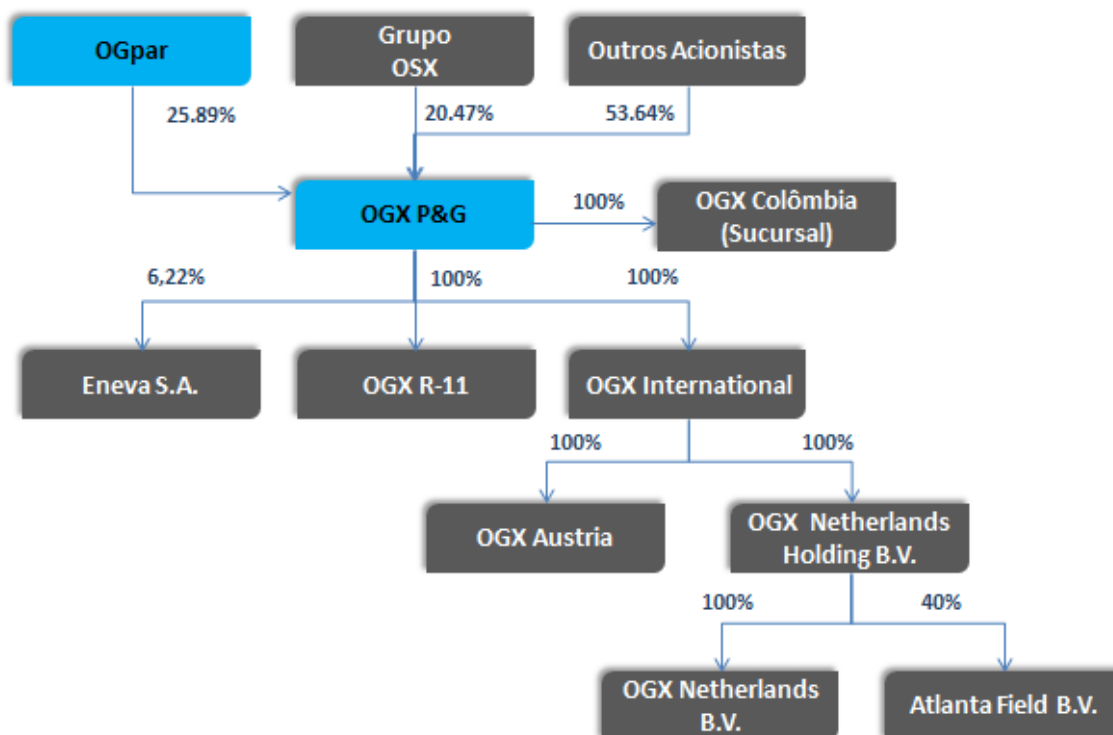 OGpar
Grupo
OSX
Outros Acionistas
25.89%
20.47%
53.64%
OGX P&G
100%
OGX Colômbia
(Sucursal)
6,22%
100%
100%
Eneva S.A.
OGX R-11
OGX International
100%
100%
OGX Austria
OGX Netherlands
Holding B.V.
100%
40%
OGX Netherlands
B.V.
Atlanta Field B.V.